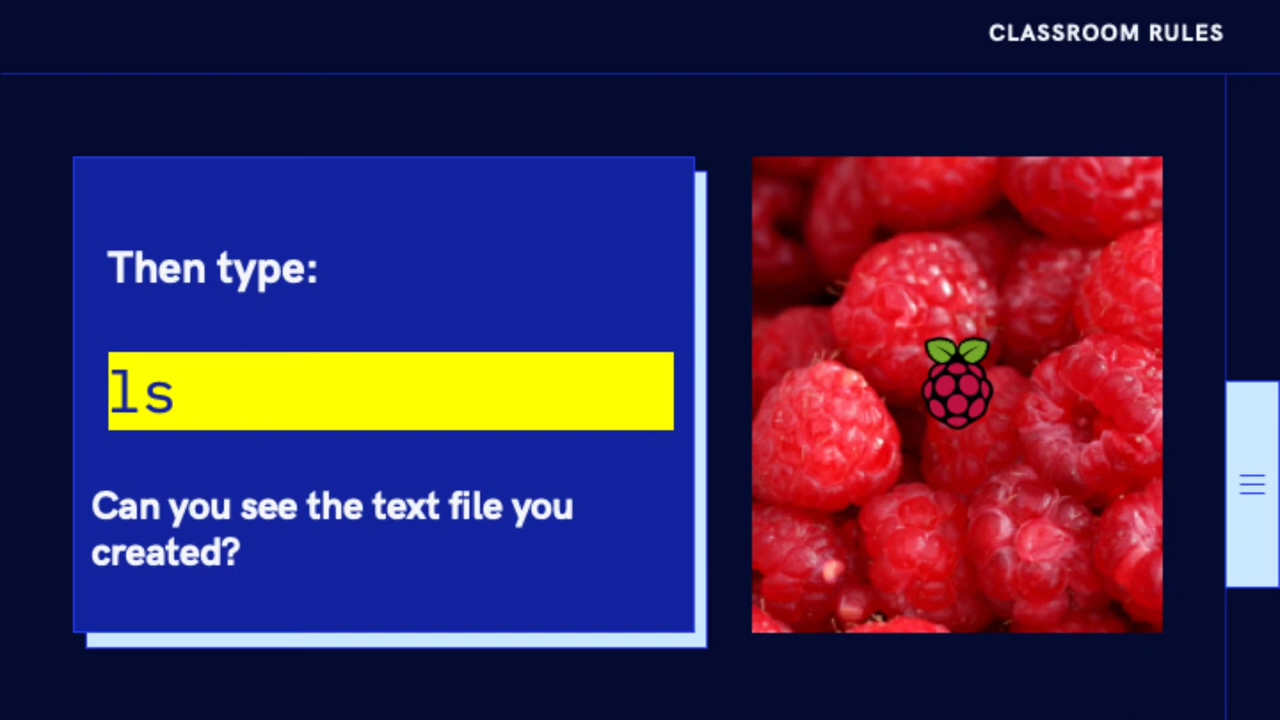 CLASSROOM RULES
Then type:
ls
Can you see the text file you
created?